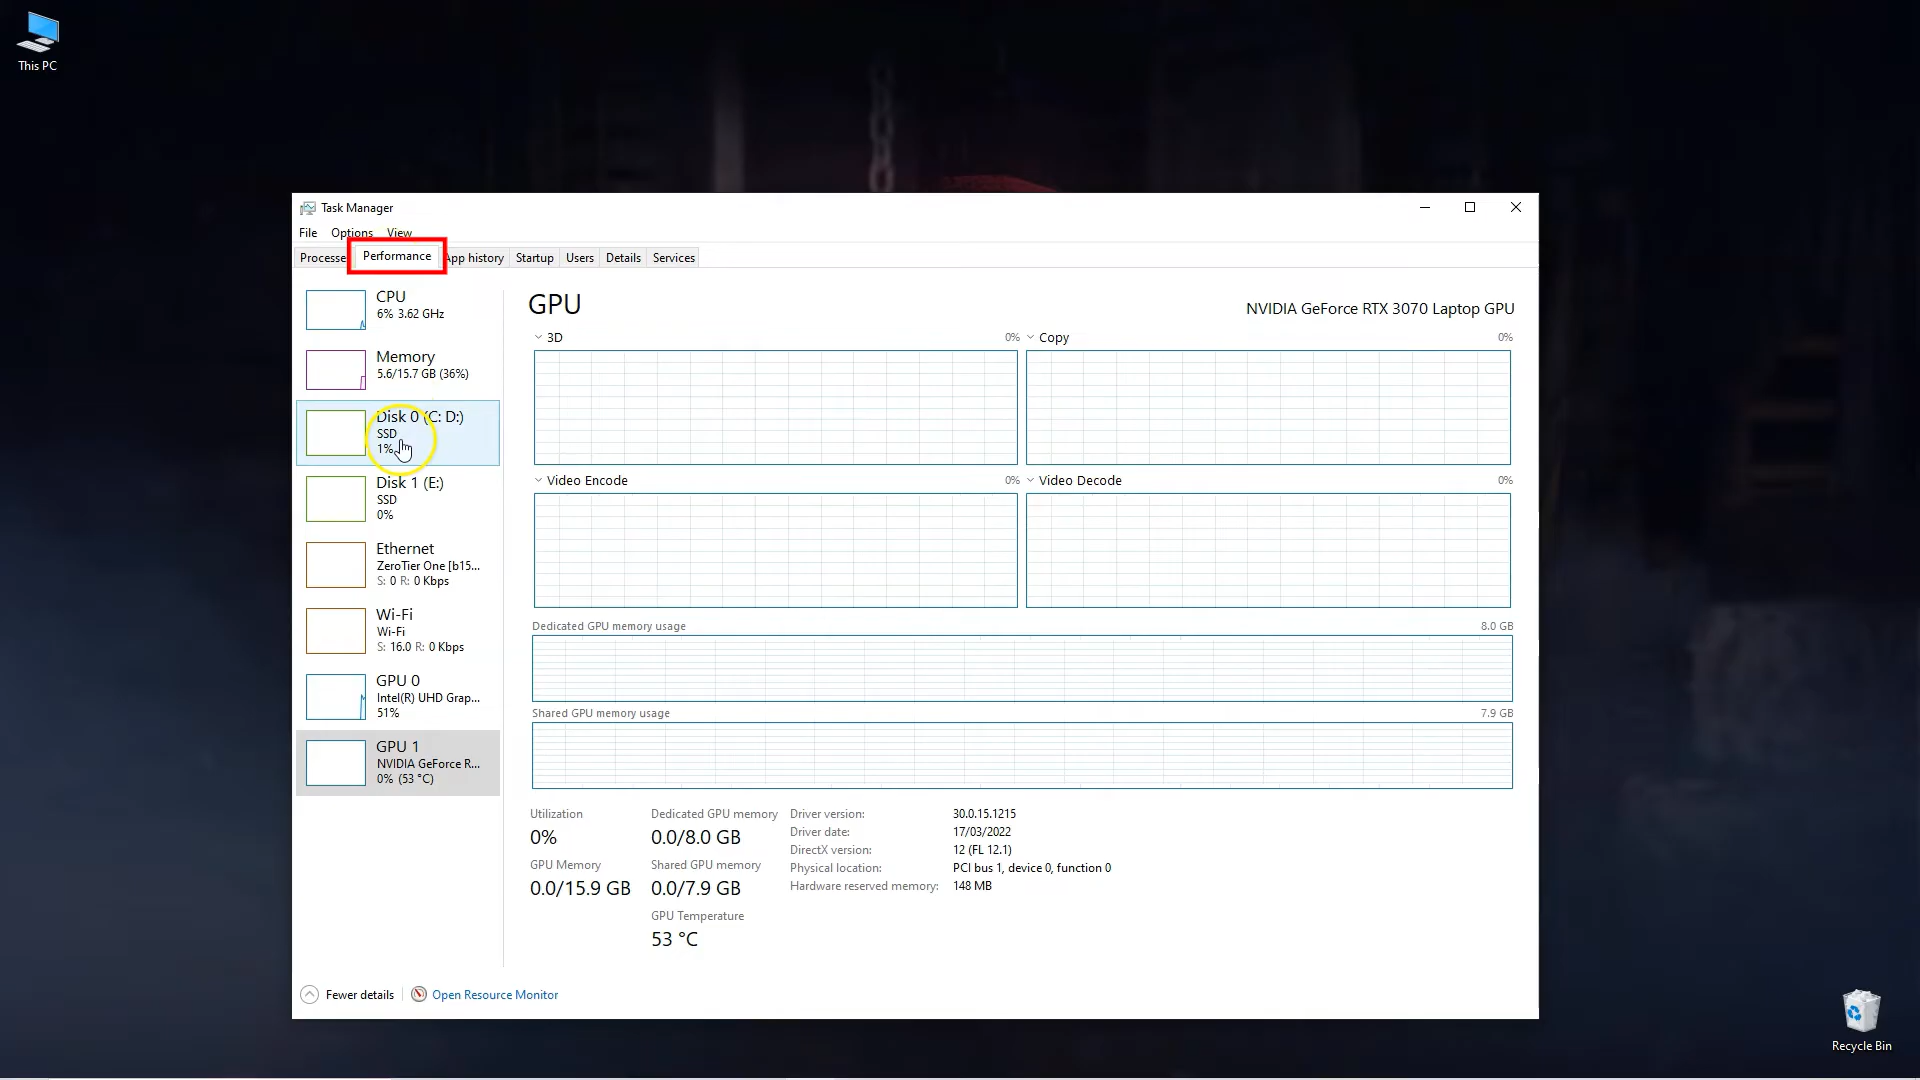 This PC
Task Manager
File Options View
Processe Performance App history Startup Users Details Services
CPU
6% 3.62 GHz
Memory
5.6/15.7 GB (36%)
Disk 0 (C: D:)
SSD
1%
Disk 1 (E:)
SSD
0%
Ethernet
ZeroTier One [b15...
S: 0 R: 0 Kbps
Wi-Fi
Wi-Fi
S: 16.0 R: 0 Kbps
GPU 0
Intel(R) UHD Grap...
51%
GPU 1
NVIDIA GeForce R...
0% (53 °C)
GPU
NVIDIA GeForce RTX 3070 Laptop GPU
3D 0% Copy 0%
Video Encode 0% Video Decode 0%
Dedicated GPU memory usage 8.0 GB
Shared GPU memory usage 7.9 GB
Utilization
0%
GPU Memory
0.0/15.9 GB
Dedicated GPU memory
0.0/8.0 GB
Shared GPU memory
0.0/7.9 GB
GPU Temperature
53 °C
Driver version: 30.0.15.1215
Driver date: 17/03/2022
DirectX version: 12 (FL 12.1)
Physical location: PCI bus 1, device 0, function 0
Hardware reserved memory: 148 MB
Fewer details Open Resource Monitor
Recycle Bin